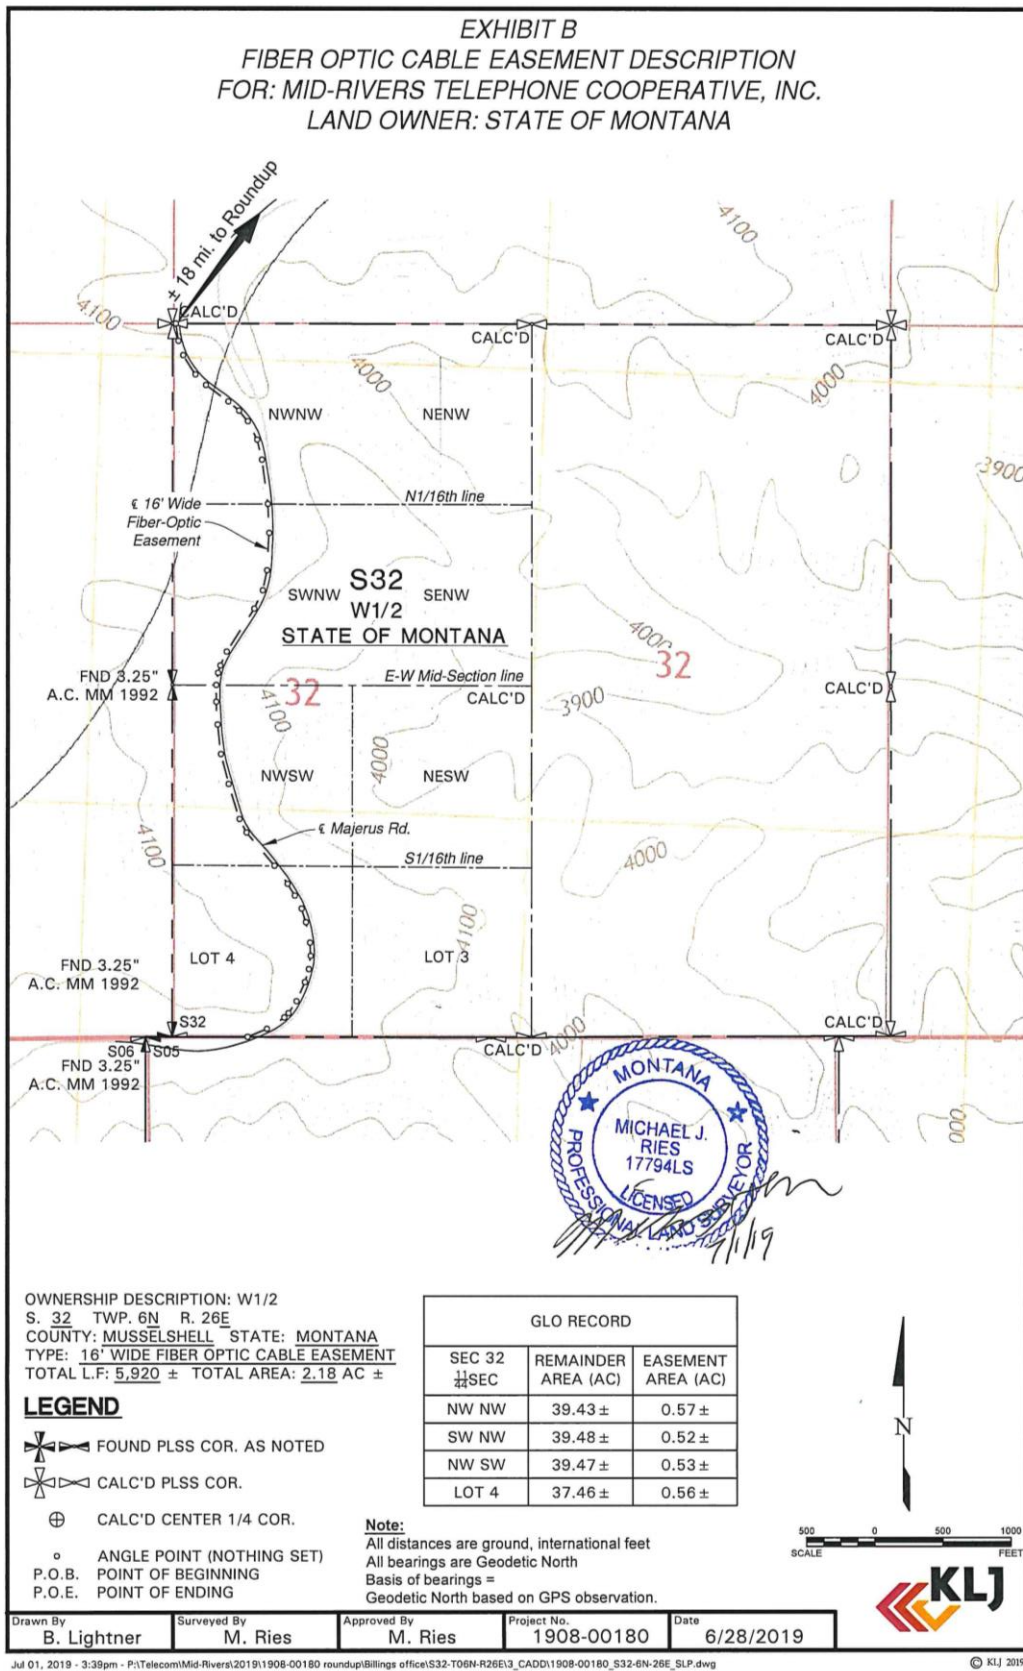 EXHIBIT B
FIBER OPTIC CABLE EASEMENT DESCRIPTION
FOR: MID-RIVERS TELEPHONE COOPERATIVE, INC.
LAND OWNER: STATE OF MONTANA
± 18 mi. to Roundup
4100
4100
CALC'D
CALC'D
CALC'D
4000
4000
NWNW
NENW
3900
N1/16th line
℄ 16' Wide
Fiber-Optic
Easement
S32
W1/2
STATE OF MONTANA
SWNW
SENW
4000
32
FND 3.25"
A.C. MM 1992
E-W Mid-Section line
CALC'D
CALC'D
32
4100
3900
4000
NWSW
NESW
℄ Majerus Rd.
4100
S1/16th line
4000
4100
LOT 4
LOT 3
FND 3.25"
A.C. MM 1992
S32
CALC'D
S06
S05
CALC'D
4000
FND 3.25"
A.C. MM 1992
000
MONTANA
MICHAEL J.
RIES
17794LS
LICENSED
PROFESSIONAL LAND SURVEYOR
7/1/19
OWNERSHIP DESCRIPTION: W1/2
S. 32 TWP. 6N R. 26E
COUNTY: MUSSELSHELL STATE: MONTANA
TYPE: 16' WIDE FIBER OPTIC CABLE EASEMENT
TOTAL L.F: 5,920 ± TOTAL AREA: 2.18 AC ±
LEGEND
FOUND PLSS COR. AS NOTED
CALC'D PLSS COR.
CALC'D CENTER 1/4 COR.
ANGLE POINT (NOTHING SET)
P.O.B. POINT OF BEGINNING
P.O.E. POINT OF ENDING
GLO RECORD
SEC 32
11/44SEC
REMAINDER
AREA (AC)
EASEMENT
AREA (AC)
NW NW 39.43 ± 0.57 ±
SW NW 39.48 ± 0.52 ±
NW SW 39.47 ± 0.53 ±
LOT 4 37.46 ± 0.56 ±
Note:
All distances are ground, international feet
All bearings are Geodetic North
Basis of bearings =
Geodetic North based on GPS observation.
N
500 0 500 1000
SCALE FEET
KLJ
Drawn By
B. Lightner
Surveyed By
M. Ries
Approved By
M. Ries
Project No.
1908-00180
Date
6/28/2019
Jul 01, 2019 - 3:39pm - P:\Telecom\Mid-Rivers\2019\1908-00180 roundup\Billings office\S32-T06N-R26E\3_CADD\1908-00180_S32-6N-26E_SLP.dwg
© KLJ 2019